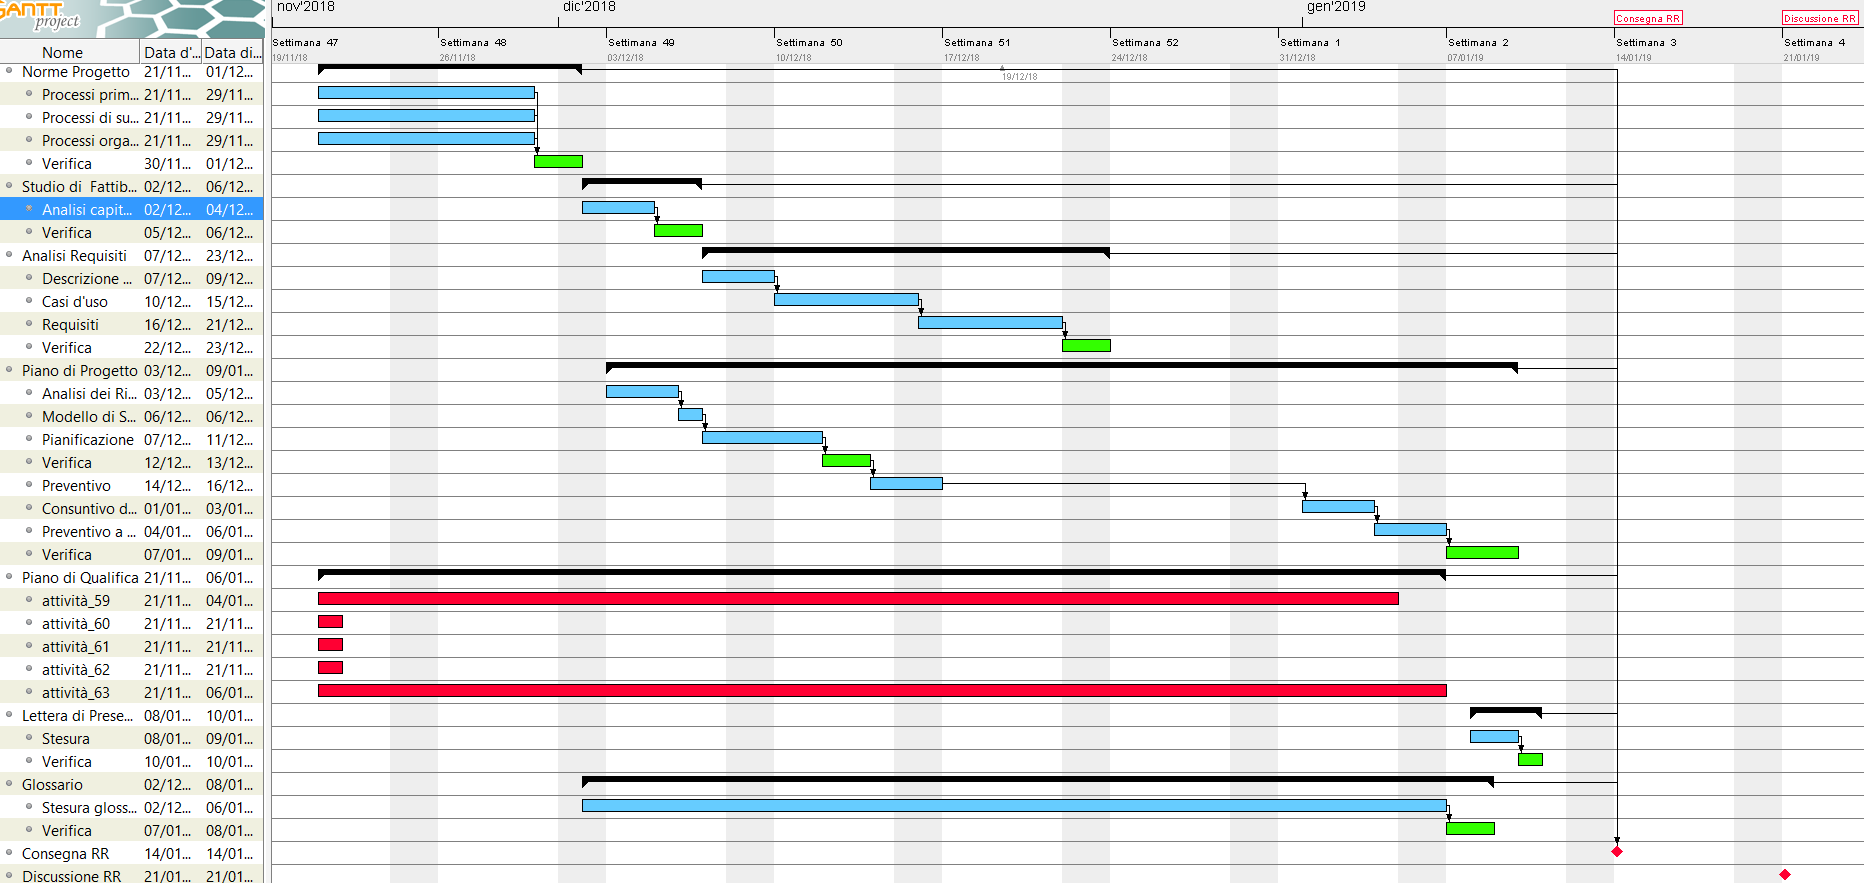 GANTT
project
nov'2018 dic'2018 gen'2019
Consegna RR Discussione RR
Settimana 47 Settimana 48 Settimana 49 Settimana 50 Settimana 51 Settimana 52 Settimana 1 Settimana 2 Settimana 3 Settimana 4
19/11/18 26/11/18 03/12/18 10/12/18 17/12/18 24/12/18 31/12/18 07/01/19 14/01/19 21/01/19
19/12/18
Nome Data d'... Data di...
Norme Progetto 21/11... 01/12...
Processi prim... 21/11... 29/11...
Processi di su... 21/11... 29/11...
Processi orga... 21/11... 29/11...
Verifica 30/11... 01/12...
Studio di Fattib... 02/12... 06/12...
Analisi capit... 02/12... 04/12...
Verifica 05/12... 06/12...
Analisi Requisiti 07/12... 23/12...
Descrizione ... 07/12... 09/12...
Casi d'uso 10/12... 15/12...
Requisiti 16/12... 21/12...
Verifica 22/12... 23/12...
Piano di Progetto 03/12... 09/01...
Analisi dei Ri... 03/12... 05/12...
Modello di S... 06/12... 06/12...
Pianificazione 07/12... 11/12...
Verifica 12/12... 13/12...
Preventivo 14/12... 16/12...
Consuntivo d... 01/01... 03/01...
Preventivo a ... 04/01... 06/01...
Verifica 07/01... 09/01...
Piano di Qualifica 21/11... 06/01...
attività_59 21/11... 04/01...
attività_60 21/11... 21/11...
attività_61 21/11... 21/11...
attività_62 21/11... 21/11...
attività_63 21/11... 06/01...
Lettera di Prese... 08/01... 10/01...
Stesura 08/01... 09/01...
Verifica 10/01... 10/01...
Glossario 02/12... 08/01...
Stesura gloss... 02/12... 06/01...
Verifica 07/01... 08/01...
Consegna RR 14/01... 14/01...
Discussione RR 21/01... 21/01...